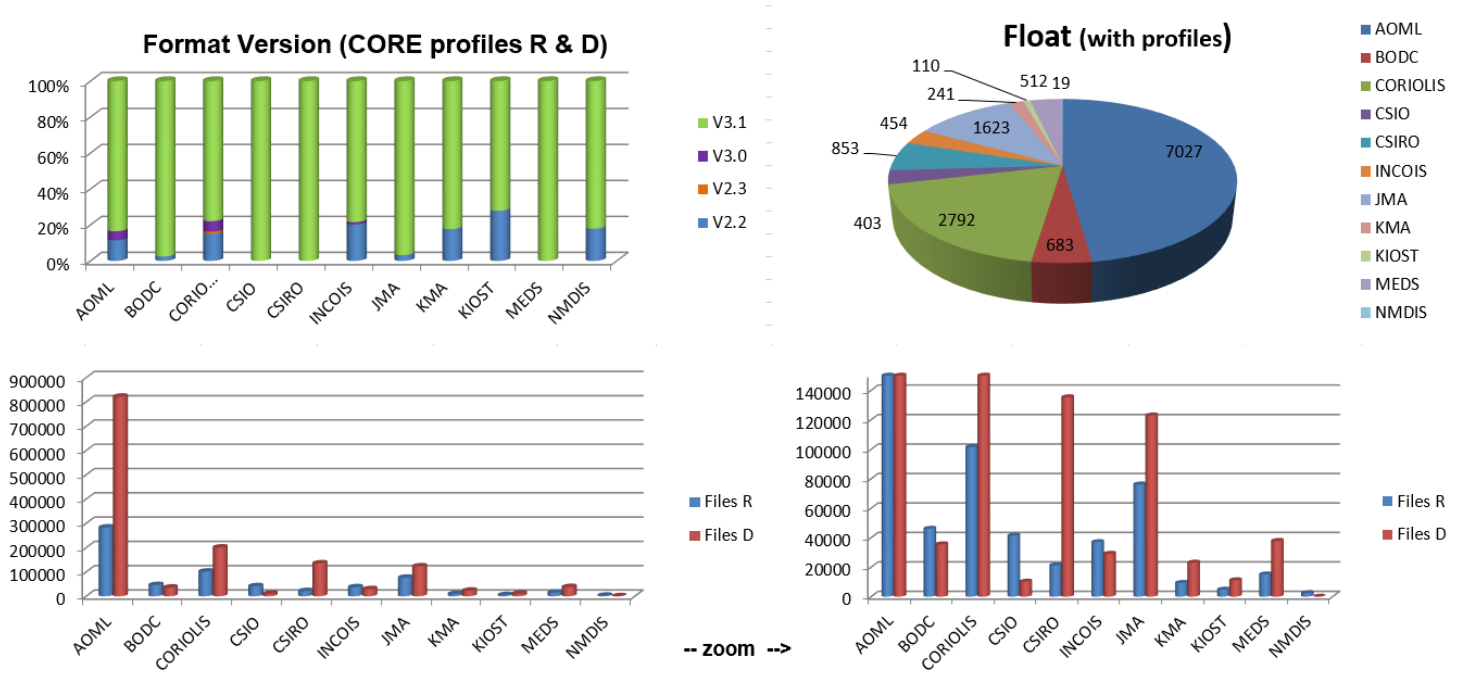 Format Version (CORE profiles R & D)
100%
80%
60%
40%
20%
0%
AOML
BODC
CORIO...
CSIO
CSIRO
INCOIS
JMA
KMA
KIOST
MEDS
NMDIS
V3.1
V3.0
V2.3
V2.2
Float (with profiles)
110
512 19
241
454
1623
853
7027
403
2792
683
AOML
BODC
CORIOLIS
CSIO
CSIRO
INCOIS
JMA
KMA
KIOST
MEDS
NMDIS
900000
800000
700000
600000
500000
400000
300000
200000
100000
0
AOML
BODC
CORIOLIS
CSIO
CSIRO
INCOIS
JMA
KMA
KIOST
MEDS
NMDIS
Files R
Files D
-- zoom -->
140000
120000
100000
80000
60000
40000
20000
0
AOML
BODC
CORIOLIS
CSIO
CSIRO
INCOIS
JMA
KMA
KIOST
MEDS
NMDIS
Files R
Files D